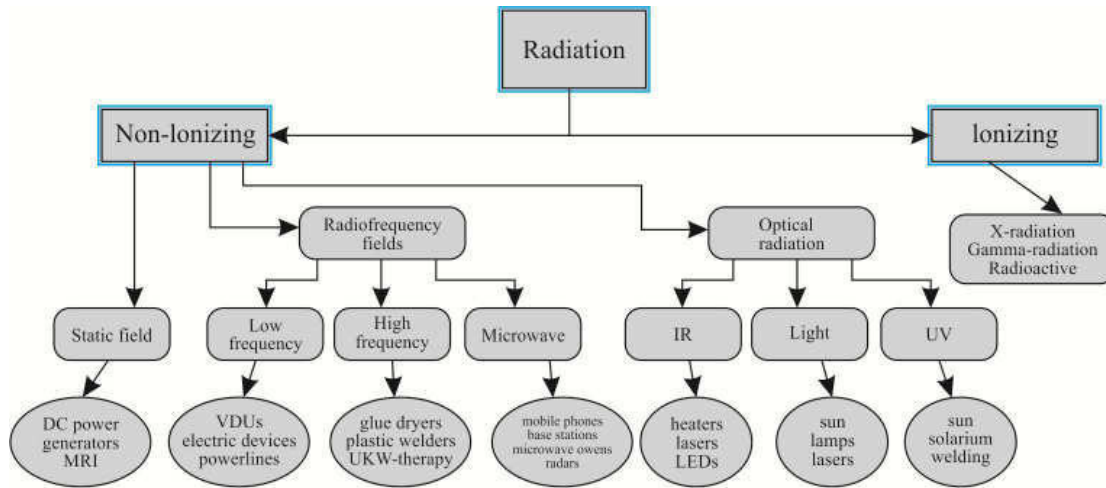 Radiation
Non-Ionizing
Ionizing
Radiofrequency
fields
Optical
radiation
X-radiation
Gamma-radiation
Radioactive
Static field
Low
frequency
High
frequency
Microwave
IR
Light
UV
DC power
generators
MRI
VDUs
electric devices
powerlines
glue dryers
plastic welders
UKW-therapy
mobile phones
base stations
microwave owens
radars
heaters
lasers
LEDs
sun
lamps
lasers
sun
solarium
welding